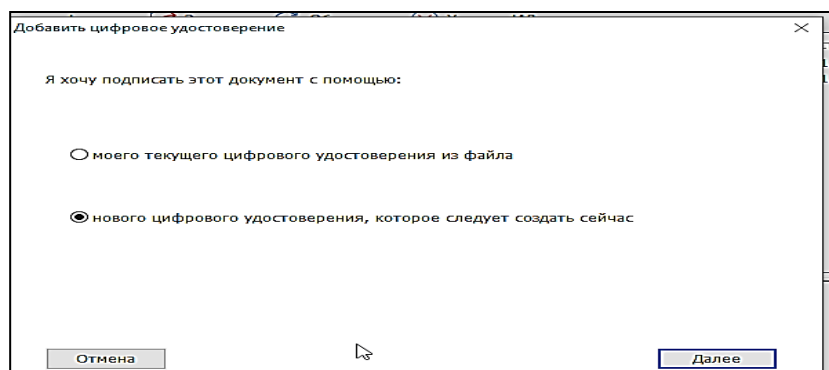 Добавить цифровое удостоверение
Я хочу подписать этот документ с помощью:
моего текущего цифрового удостоверения из файла
нового цифрового удостоверения, которое следует создать сейчас
Отмена
Далее